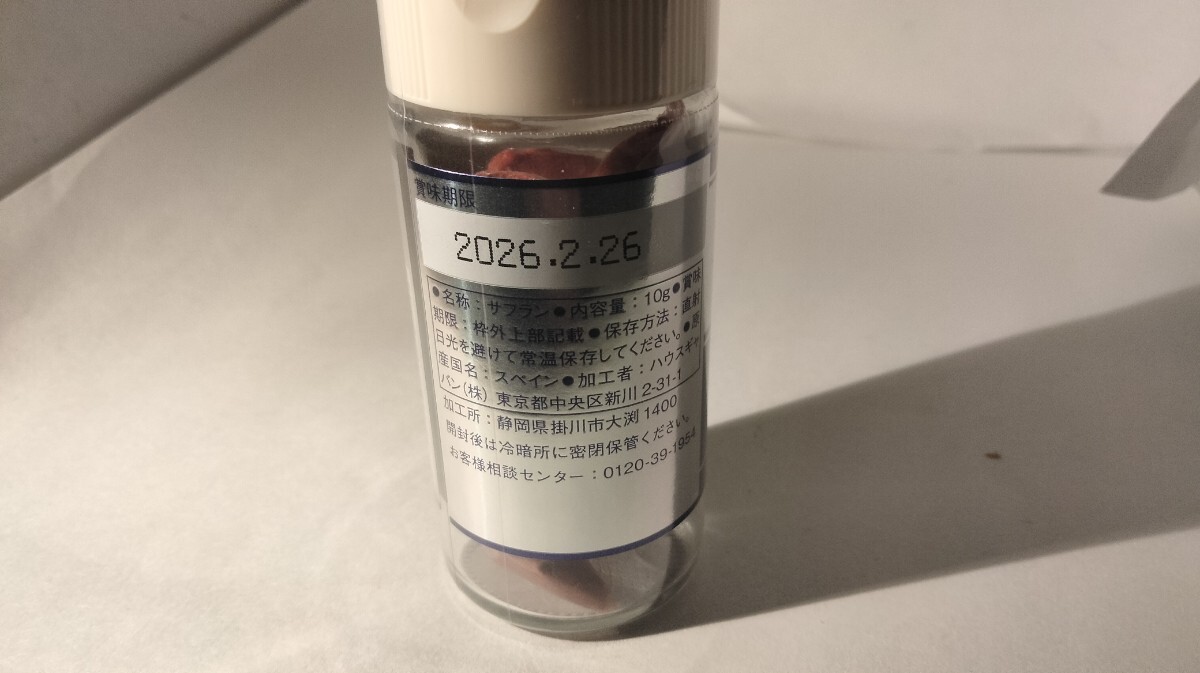 賞味期限
2026.2.26
●名称：サフラン●内容量：10g●賞味
期限：枠外上部記載●保存方法：直射
日光を避けて常温保存してください。●原
産国名：スペイン●加工者：ハウスギャ
バン(株) 東京都中央区新川2-31-1
加工所：静岡県掛川市大渕1400
開封後は冷暗所に密閉保管ください。
お客様相談センター：0120-39-1954